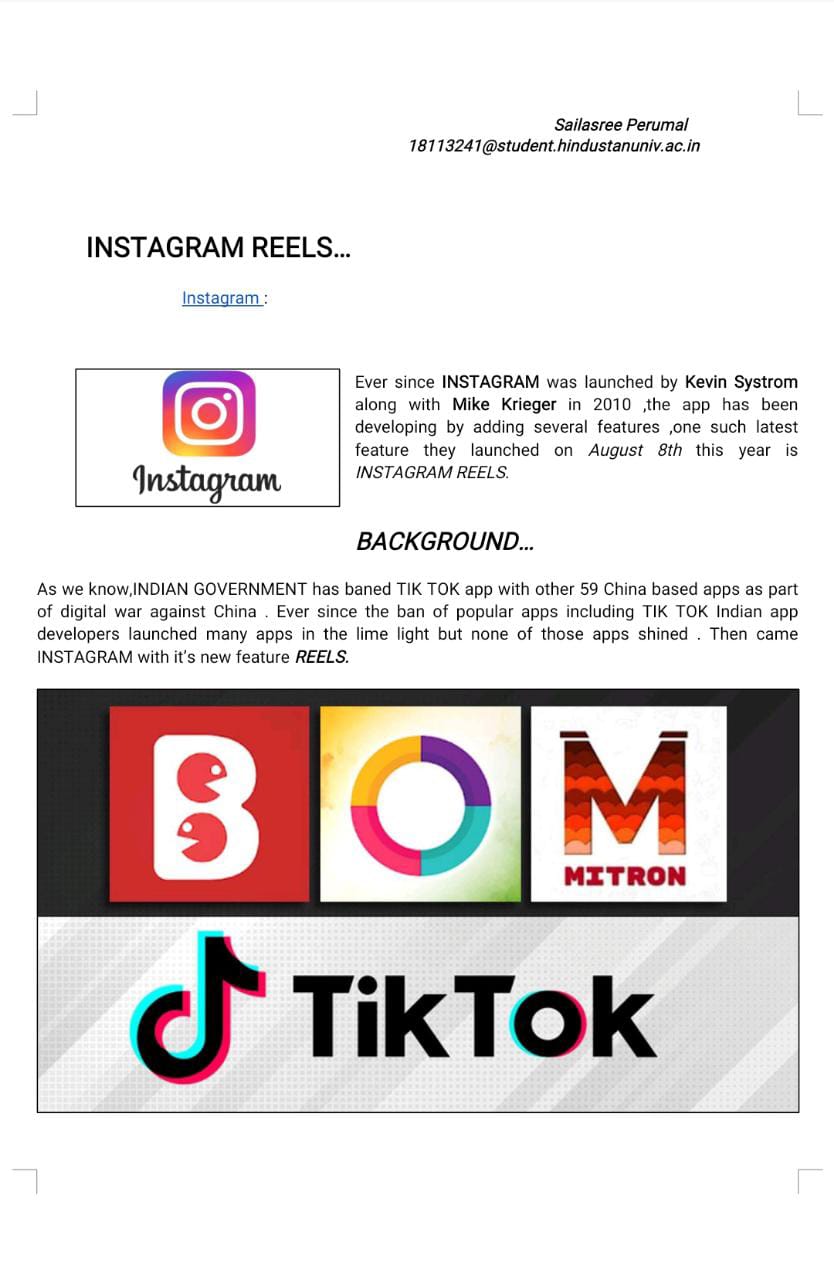 Sailasree Perumal
18113241@student.hindustanuniv.ac.in
INSTAGRAM REELS...
Instagram :
Instagram
Ever since INSTAGRAM was launched by Kevin Systrom
along with Mike Krieger in 2010 ,the app has been
developing by adding several features ,one such latest
feature they launched on August 8th this year is
INSTAGRAM REELS.
BACKGROUND...
As we know,INDIAN GOVERNMENT has baned TIK TOK app with other 59 China based apps as part
of digital war against China . Ever since the ban of popular apps including TIK TOK Indian app
developers launched many apps in the lime light but none of those apps shined . Then came
INSTAGRAM with it's new feature REELS.
B
M
MITRON
TikTok